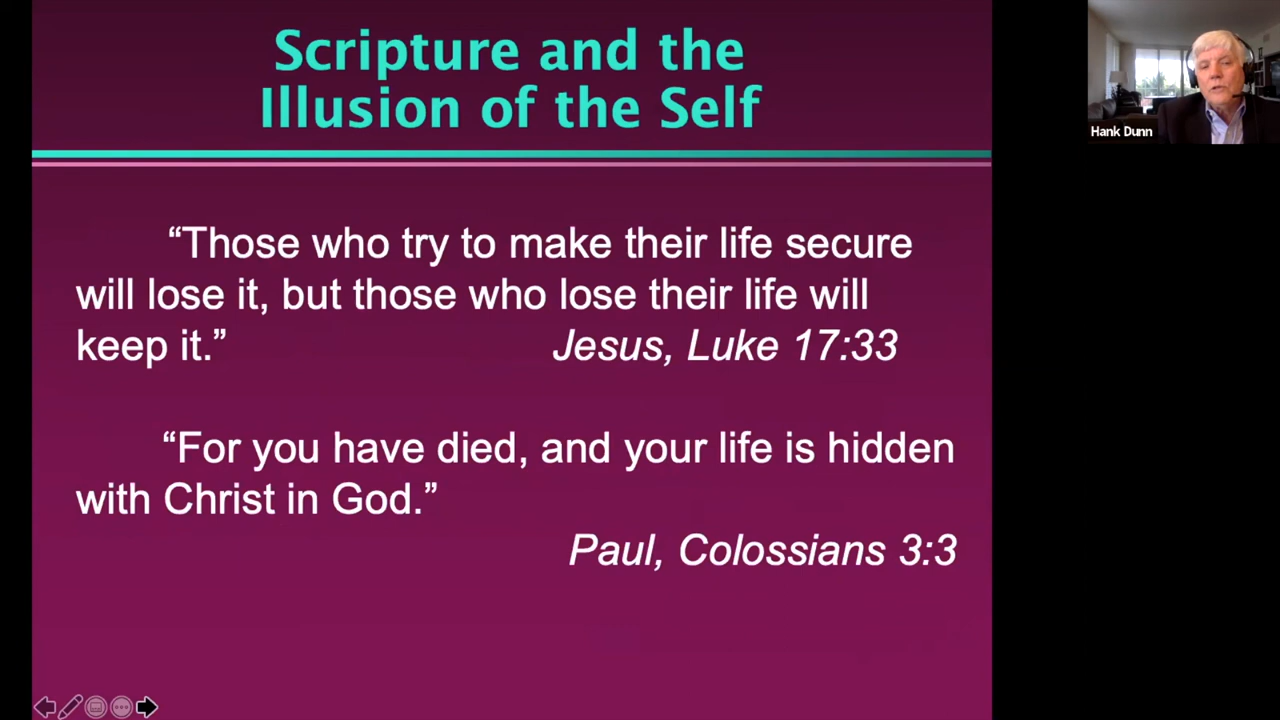 Scripture and the
Illusion of the Self
“Those who try to make their life secure
will lose it, but those who lose their life will
keep it.” Jesus, Luke 17:33
“For you have died, and your life is hidden
with Christ in God.”
Paul, Colossians 3:3
Hank Dunn